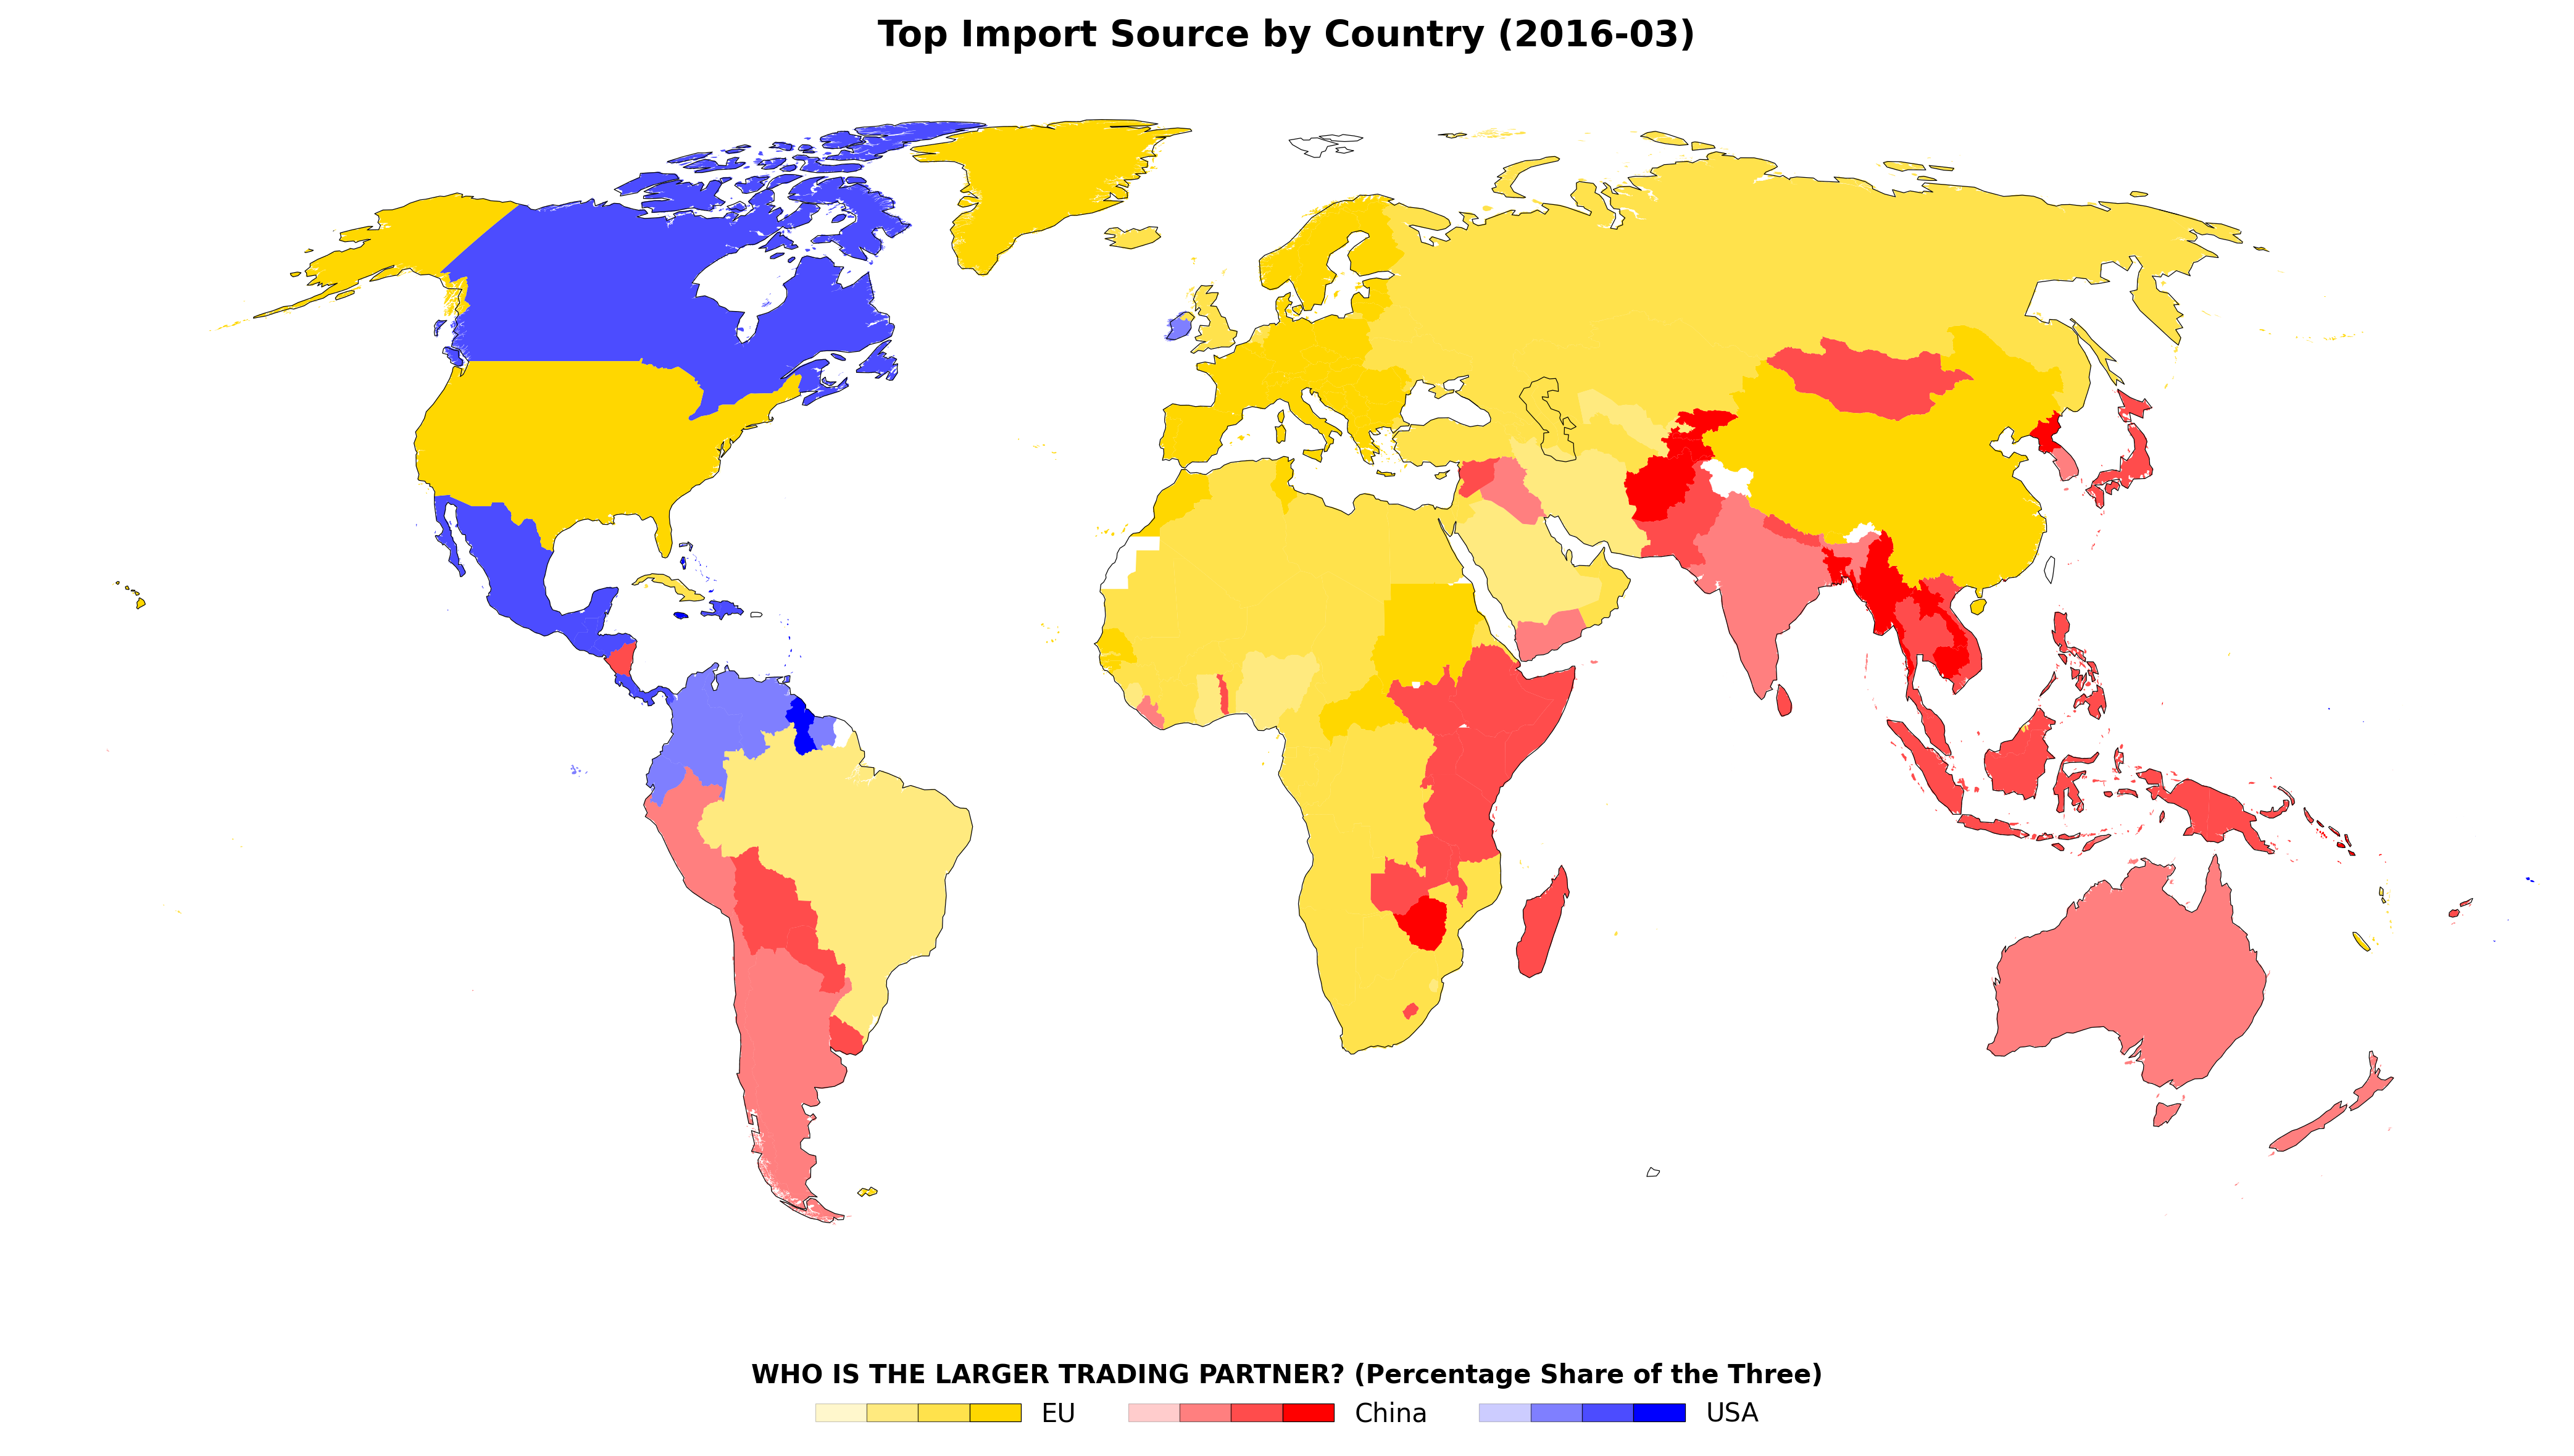 Top Import Source by Country (2016-03)
WHO IS THE LARGER TRADING PARTNER? (Percentage Share of the Three)
EU China USA